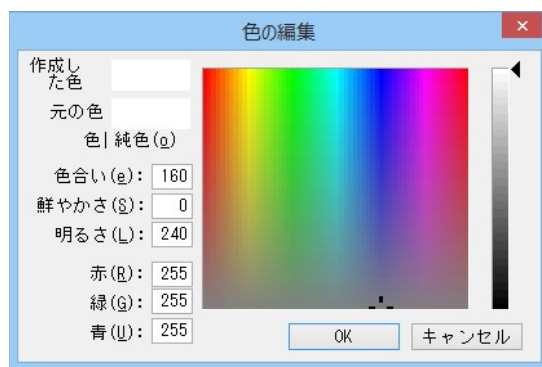 色の編集
作成し
た色
元の色
色|純色(o)
色合い(e): 160
鮮やかさ(S): 0
明るさ(L): 240
赤(R): 255
緑(G): 255
青(U): 255
OK
キャンセル